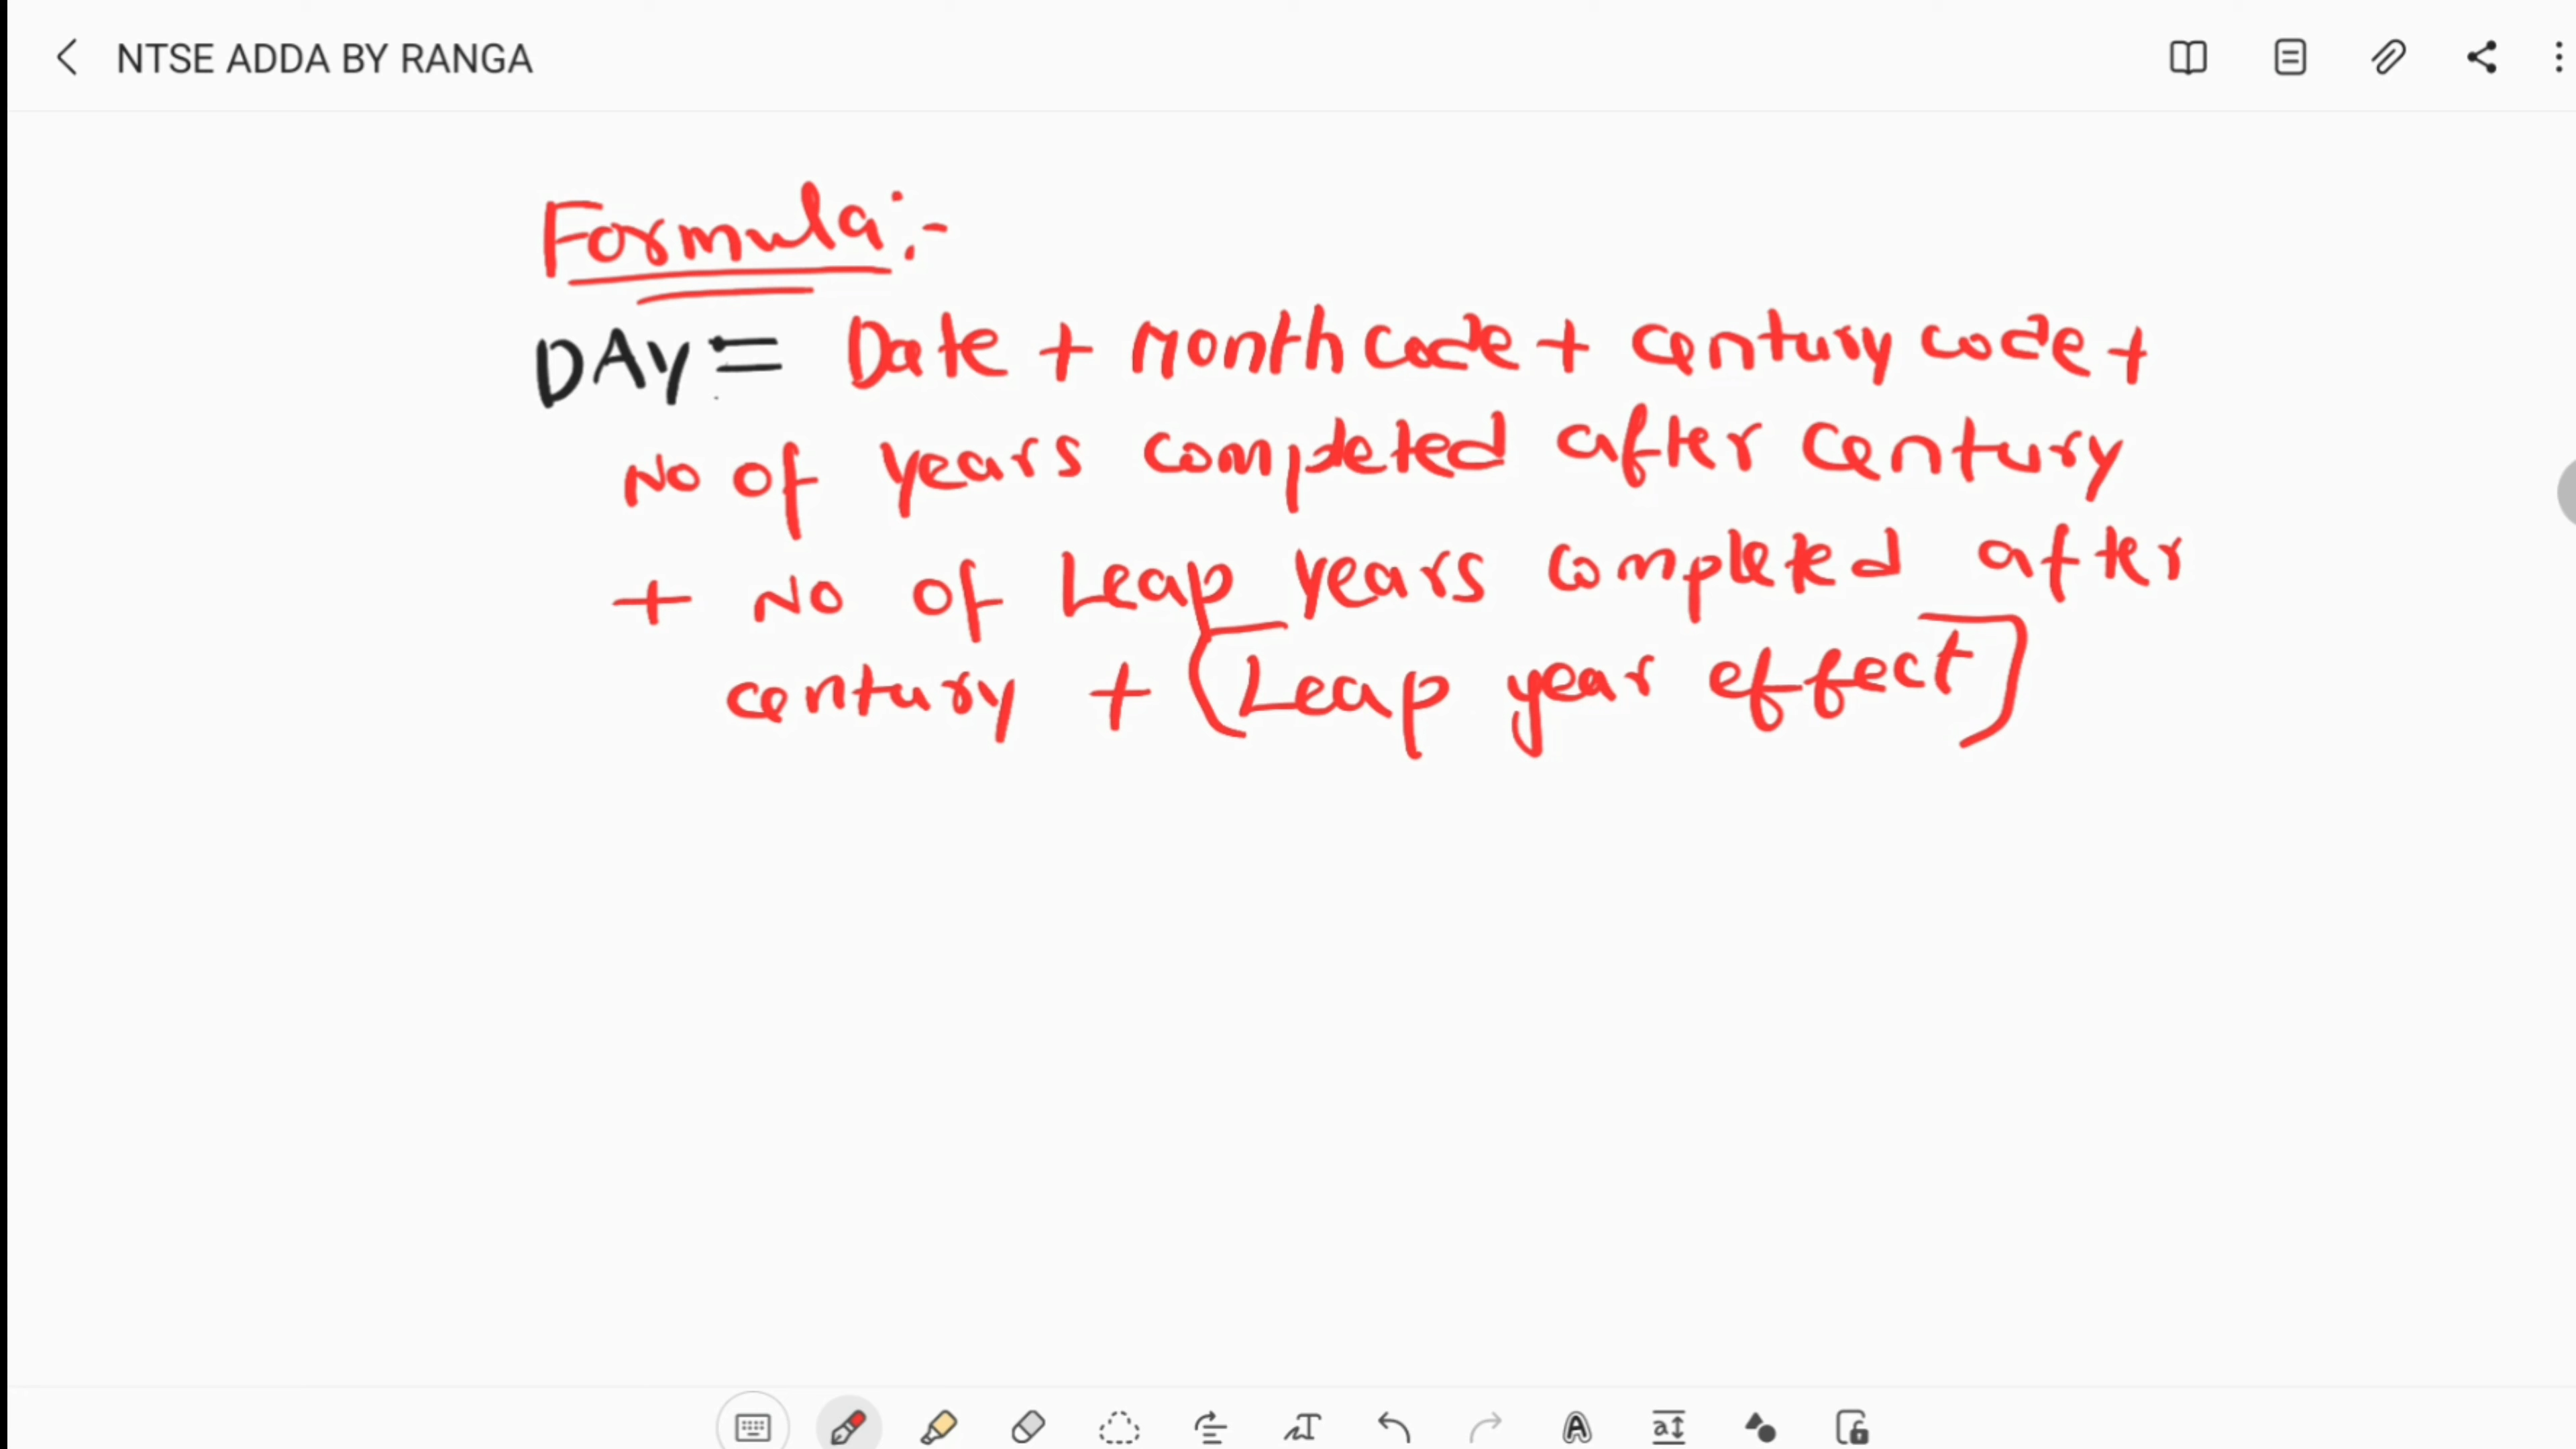 NTSE ADDA BY RANGA
Formula:-
DAY = Date + Month code + century code +
No of years completed after century
+ No of Leap years completed after
century + [Leap year effect]